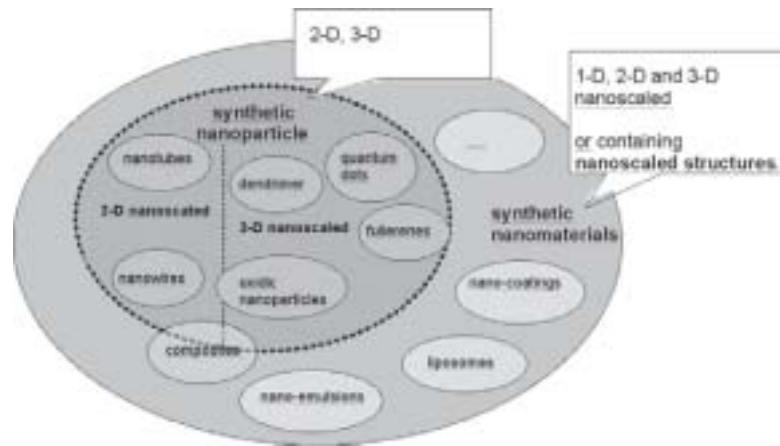 2-D, 3-D
1-D, 2-D and 3-D
nanoscaled
or containing
nanoscaled structures.
synthetic
nanoparticle
nanotubes
dendrimer
quantum
dots
.....
2-D nanoscaled
3-D nanoscaled
fullerenes
synthetic
nanomaterials
nanowires
oxidic
nanoparticles
nano-coatings
composites
liposomes
nano-emulsions